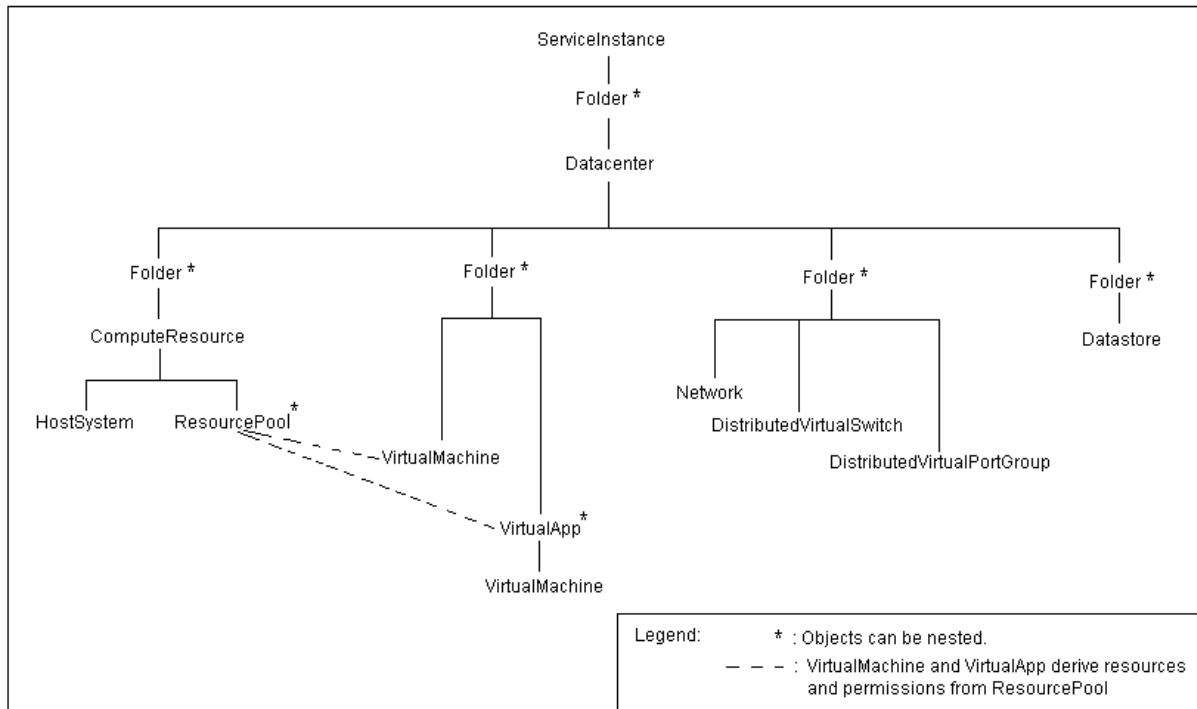 ServiceInstance
Folder *
Datacenter
Folder *
Folder *
Folder *
Folder *
ComputeResource
Datastore
Network
HostSystem
ResourcePool *
DistributedVirtualSwitch
VirtualMachine
DistributedVirtualPortGroup
VirtualApp *
VirtualMachine
Legend:
* : Objects can be nested.
— — — : VirtualMachine and VirtualApp derive resources
and permissions from ResourcePool